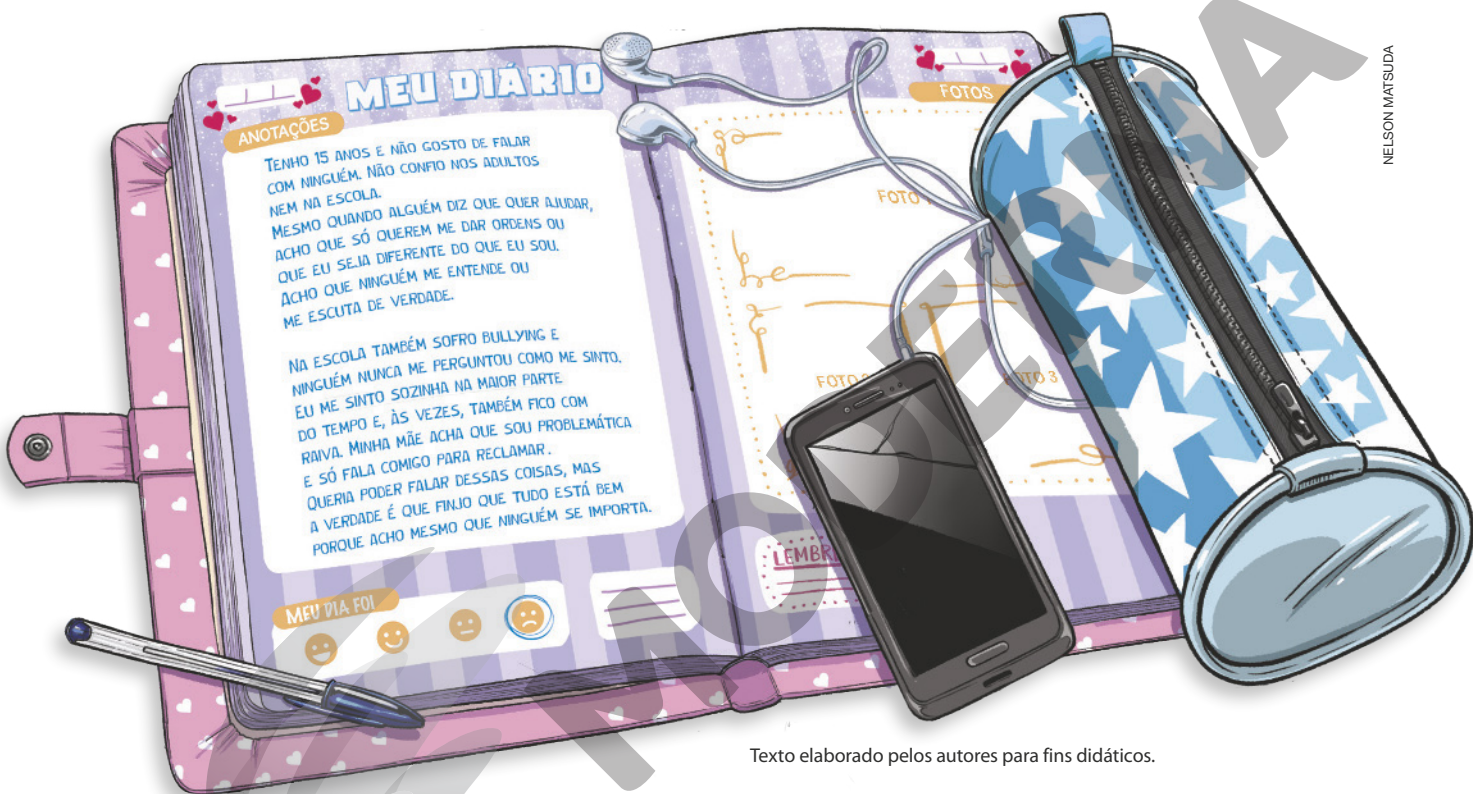 MEU DIÁRIO
ANOTAÇÕES
TENHO 15 ANOS E NÃO GOSTO DE FALAR
COM NINGUÉM. NÃO CONFIO NOS ADULTOS
NEM NA ESCOLA.
MESMO QUANDO ALGUÉM DIZ QUE QUER AJUDAR,
ACHO QUE SÓ QUEREM ME DAR ORDENS OU
QUE EU SEJA DIFERENTE DO QUE EU SOU.
ACHO QUE NINGUÉM ME ENTENDE OU
ME ESCUTA DE VERDADE.
NA ESCOLA TAMBÉM SOFRO BULLYING E
NINGUÉM NUNCA ME PERGUNTOU COMO ME SINTO.
EU ME SINTO SOZINHA NA MAIOR PARTE
DO TEMPO E, ÀS VEZES, TAMBÉM FICO COM
RAIVA. MINHA MÃE ACHA QUE SOU PROBLEMÁTICA
E SÓ FALA COMIGO PARA RECLAMAR.
QUERIA PODER FALAR DESSAS COISAS, MAS
A VERDADE É QUE FINJO QUE TUDO ESTÁ BEM
PORQUE ACHO MESMO QUE NINGUÉM SE IMPORTA.
MEU DIA FOI
FOTOS
FOTO
FOTO
FOTO 3
LEMBR
NELSON MATSUDA
MODERNA
Texto elaborado pelos autores para fins didáticos.